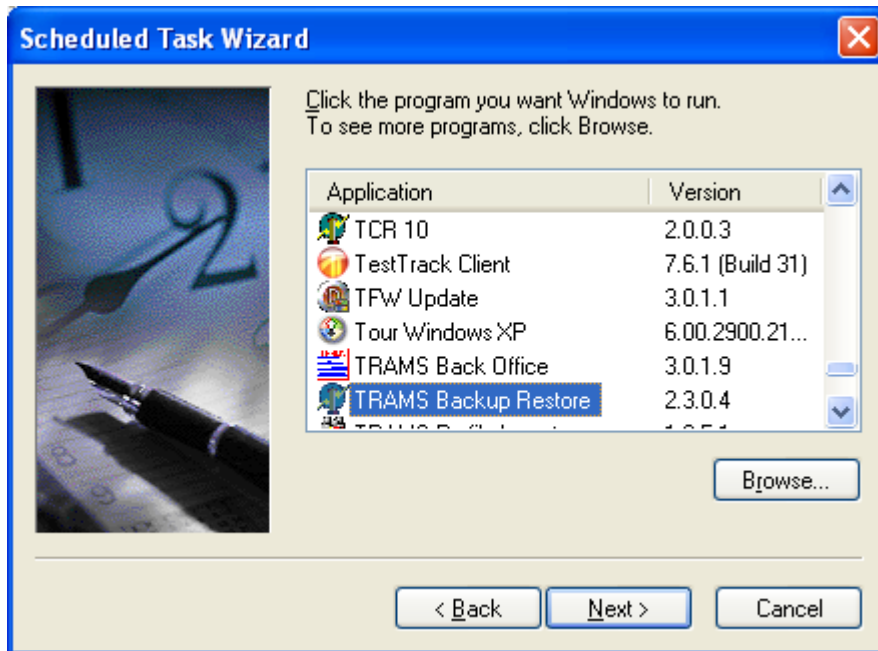 Scheduled Task Wizard
Click the program you want Windows to run.
To see more programs, click Browse.
Application Version
TCR 10 2.0.0.3
TestTrack Client 7.6.1 (Build 31)
TFW Update 3.0.1.1
Tour Windows XP 6.00.2900.21...
TRAMS Back Office 3.0.1.9
TRAMS Backup Restore 2.3.0.4
Browse...
< Back Next > Cancel